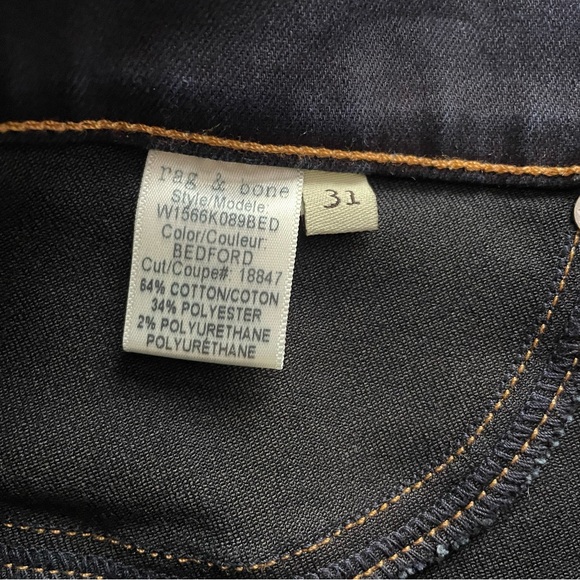 rag & bone
31
Style/Modèle:
W1566K089BED
Color/Couleur:
BEDFORD
Cut/Coupe#: 18847
64% COTTON/COTON
34% POLYESTER
2% POLYURETHANE
POLYURÉTHANE